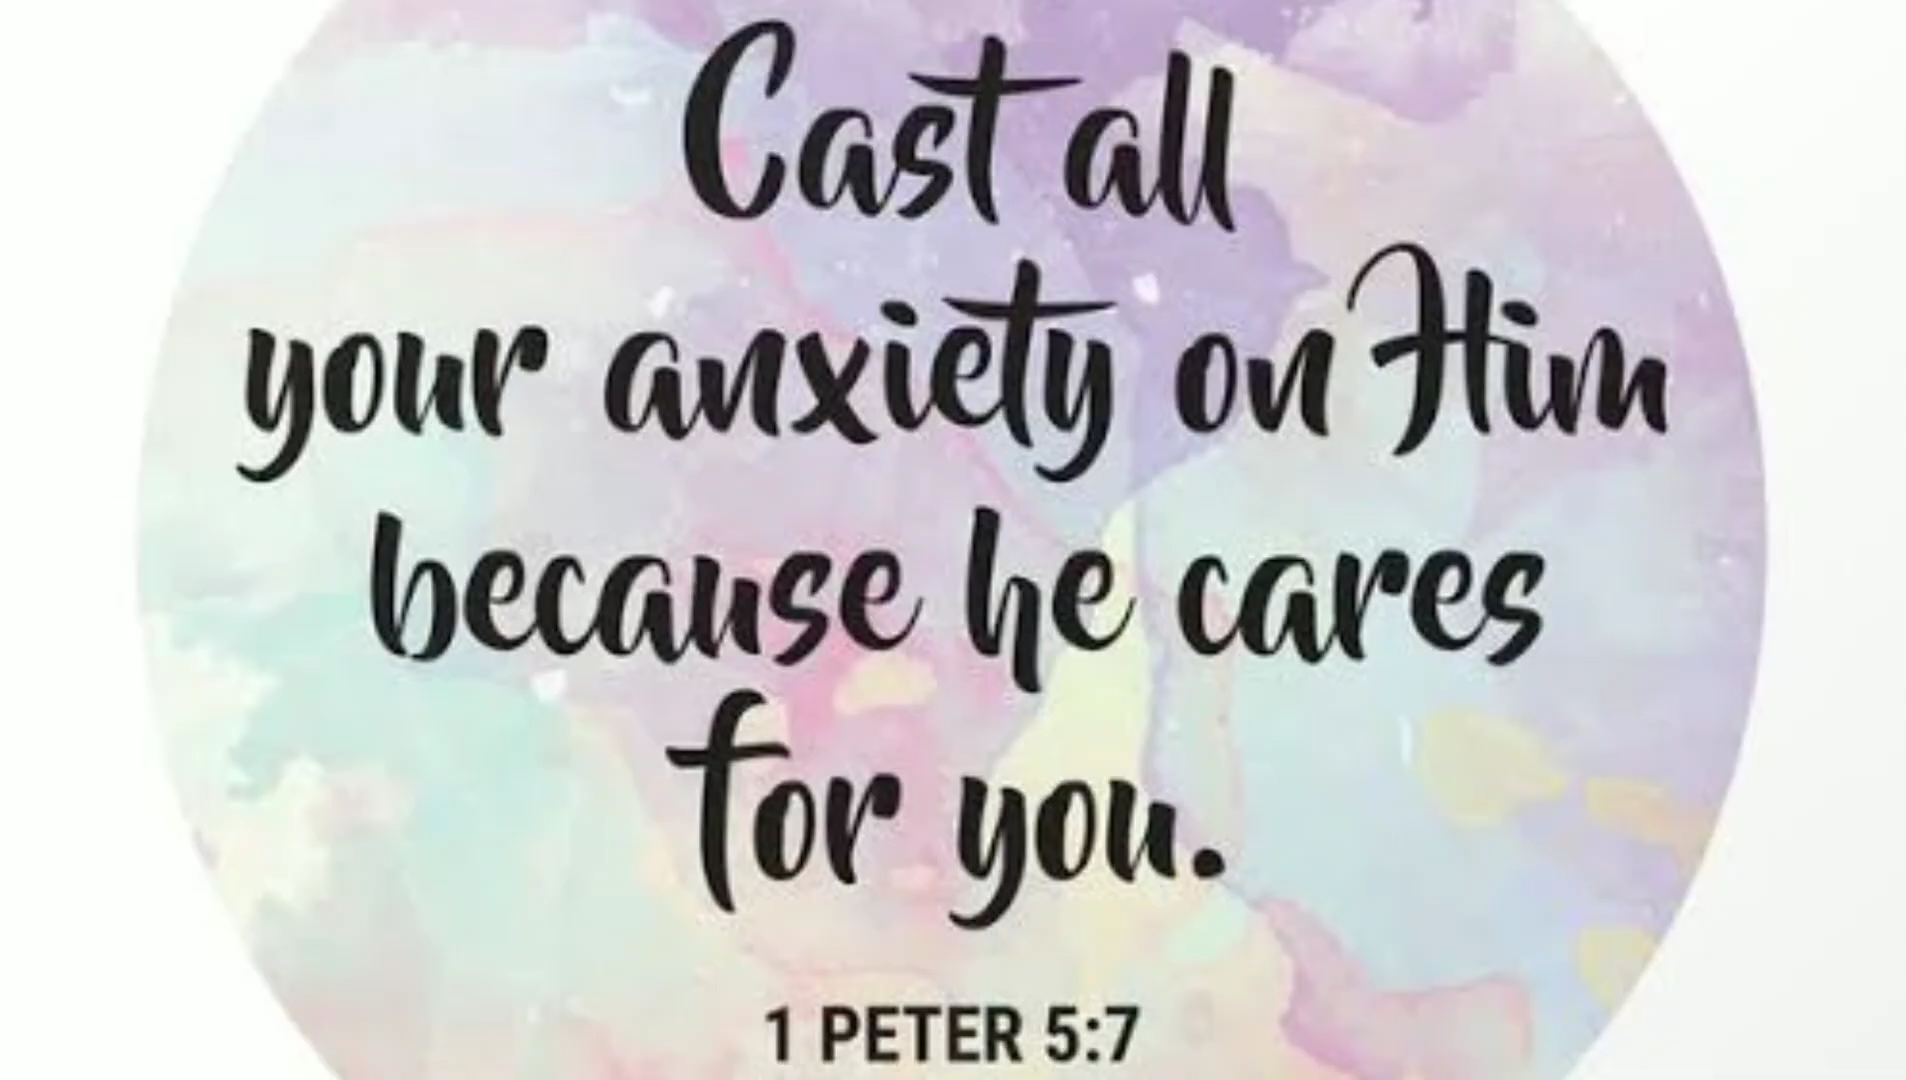 Cast all
your anxiety on Him
because he cares
for you.
1 PETER 5:7